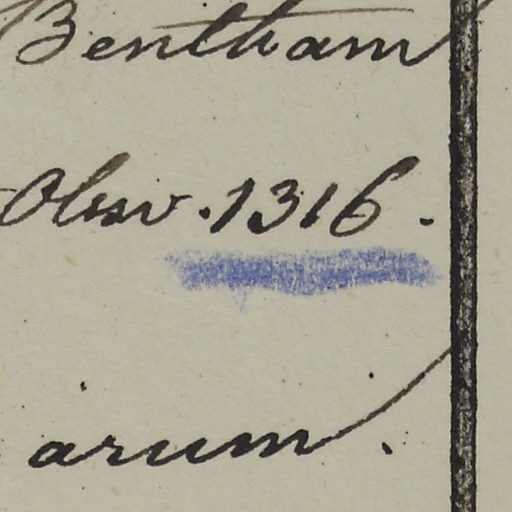 Bentham
Obsv. 1316.
arum.